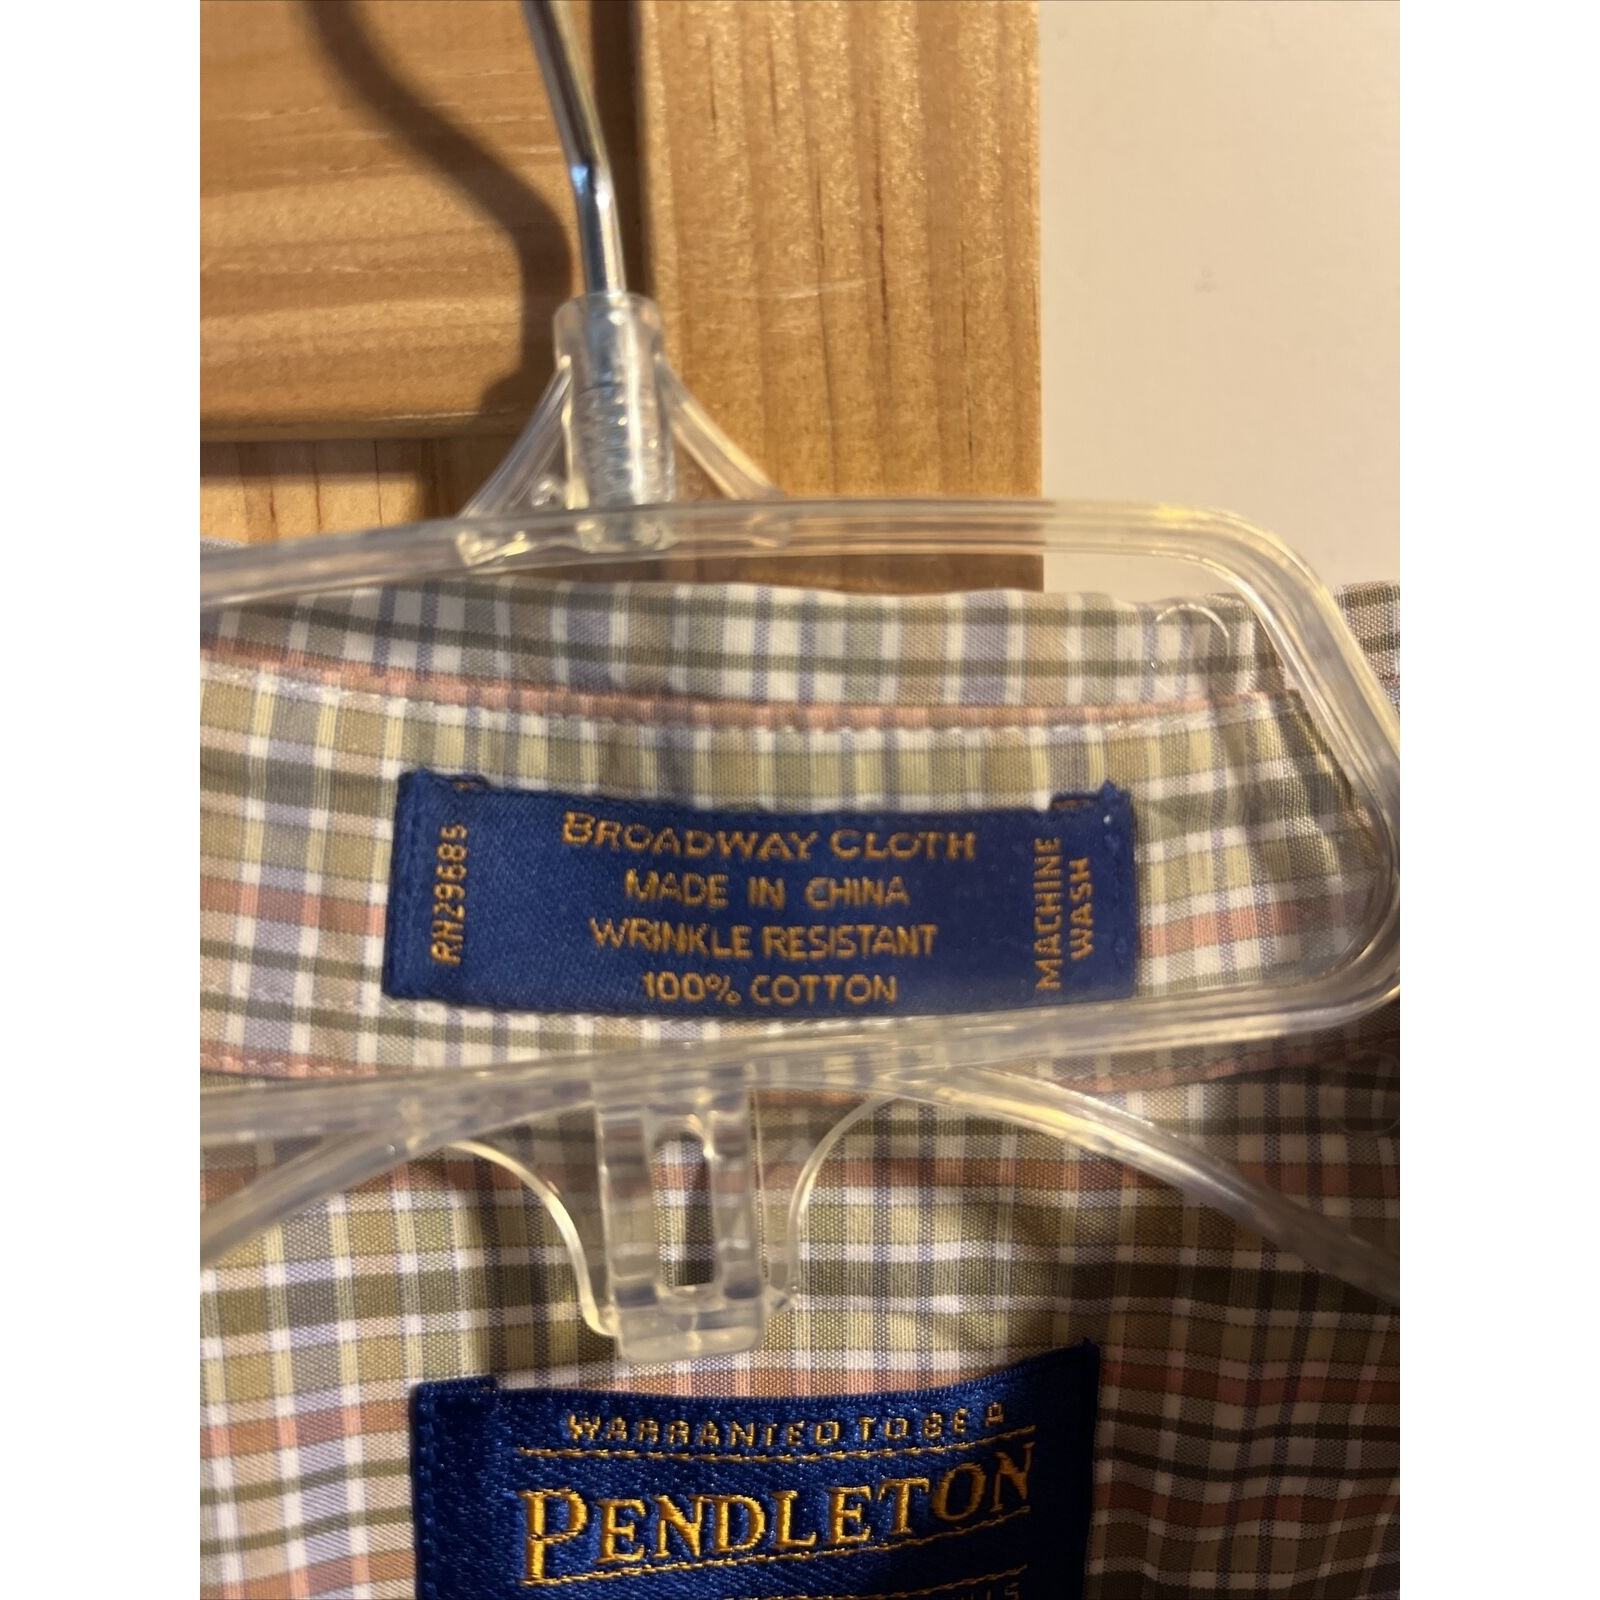 BROADWAY CLOTH
MADE IN CHINA
WRINKLE RESISTANT
100% COTTON
RN29685
MACHINE
WASH
WARRANTED TO BE A
PENDLETON